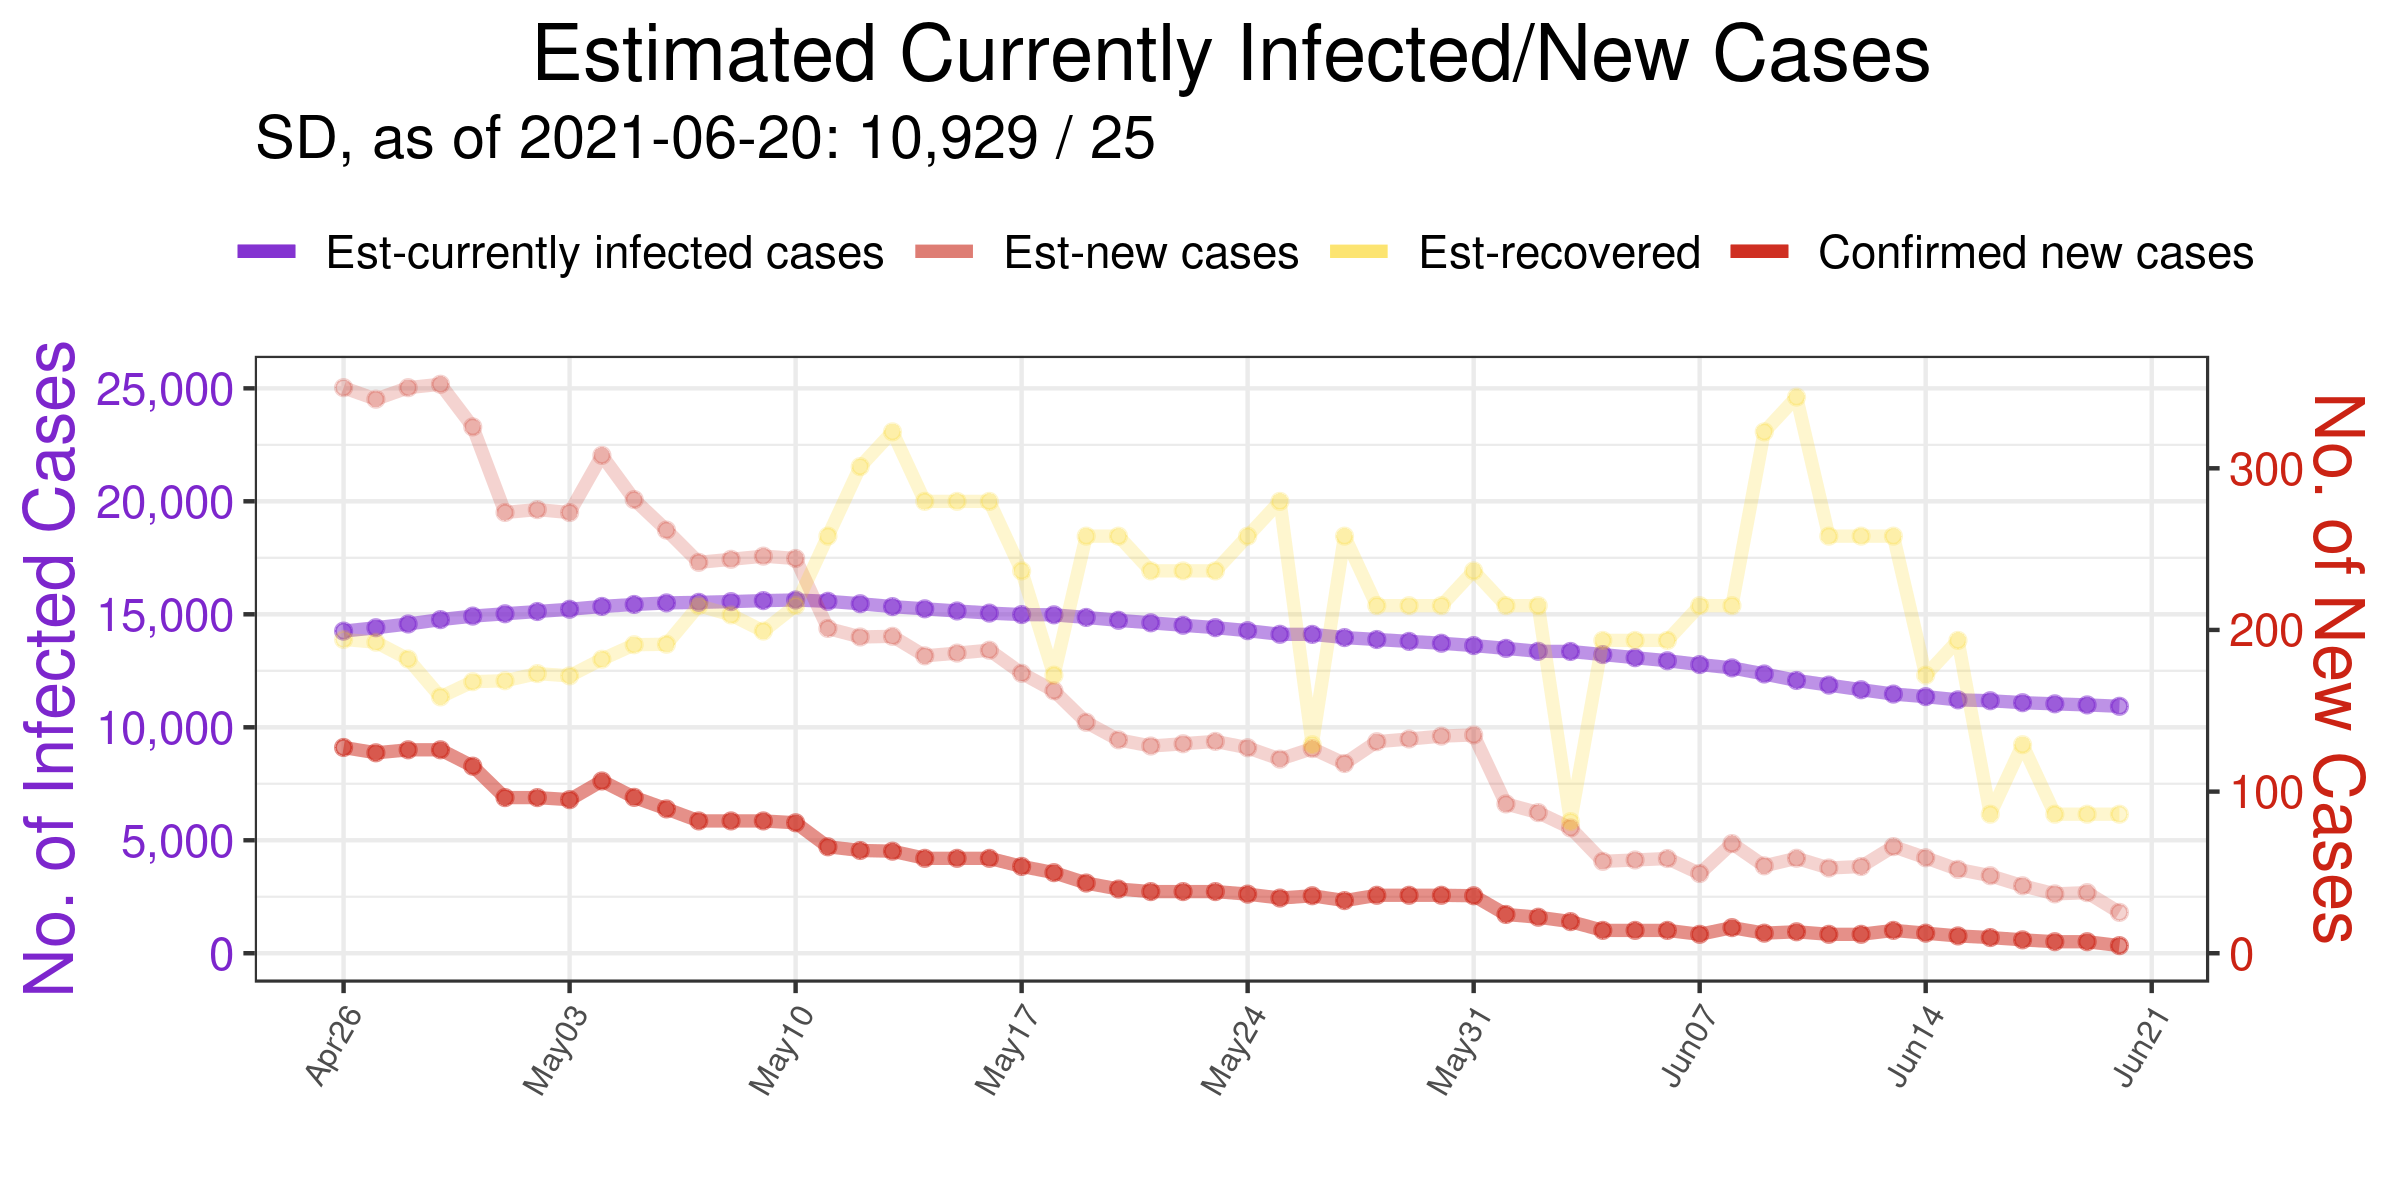 Estimated Currently Infected/New Cases
SD, as of 2021-06-20: 10,929 / 25
Est-currently infected cases Est-new cases Est-recovered Confirmed new cases
No. of Infected Cases
25,000
20,000
15,000
10,000
5,000
0
300
200
100
0
No. of New Cases
Apr26 May03 May10 May17 May24 May31 Jun07 Jun14 Jun21